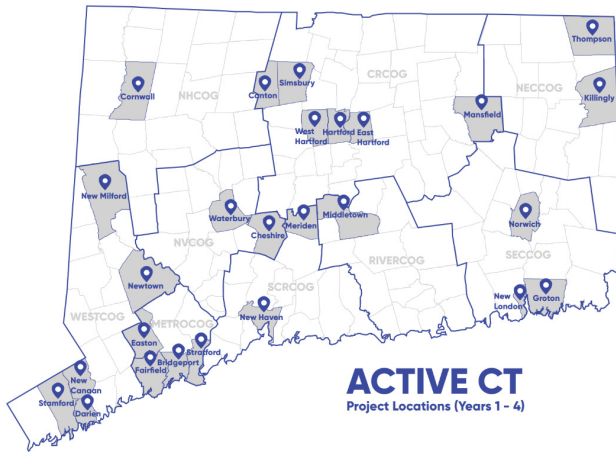 Thompson
CRCOG
Simsbury
Canton
NECCOG
Killingly
Cornwall
NHCOG
Mansfield
West
Hartford
Hartford
East
Hartford
New Milford
Middletown
Waterbury
Meriden
Norwich
Cheshire
NVCOG
SECCOG
RIVERCOG
Newtown
SCRCOG
New
London
Groton
WESTCOG
METROCOG
New Haven
Easton
Stratford
Bridgeport
Fairfield
New
Canaan
Stamford
Darien
ACTIVE CT
Project Locations (Years 1 - 4)